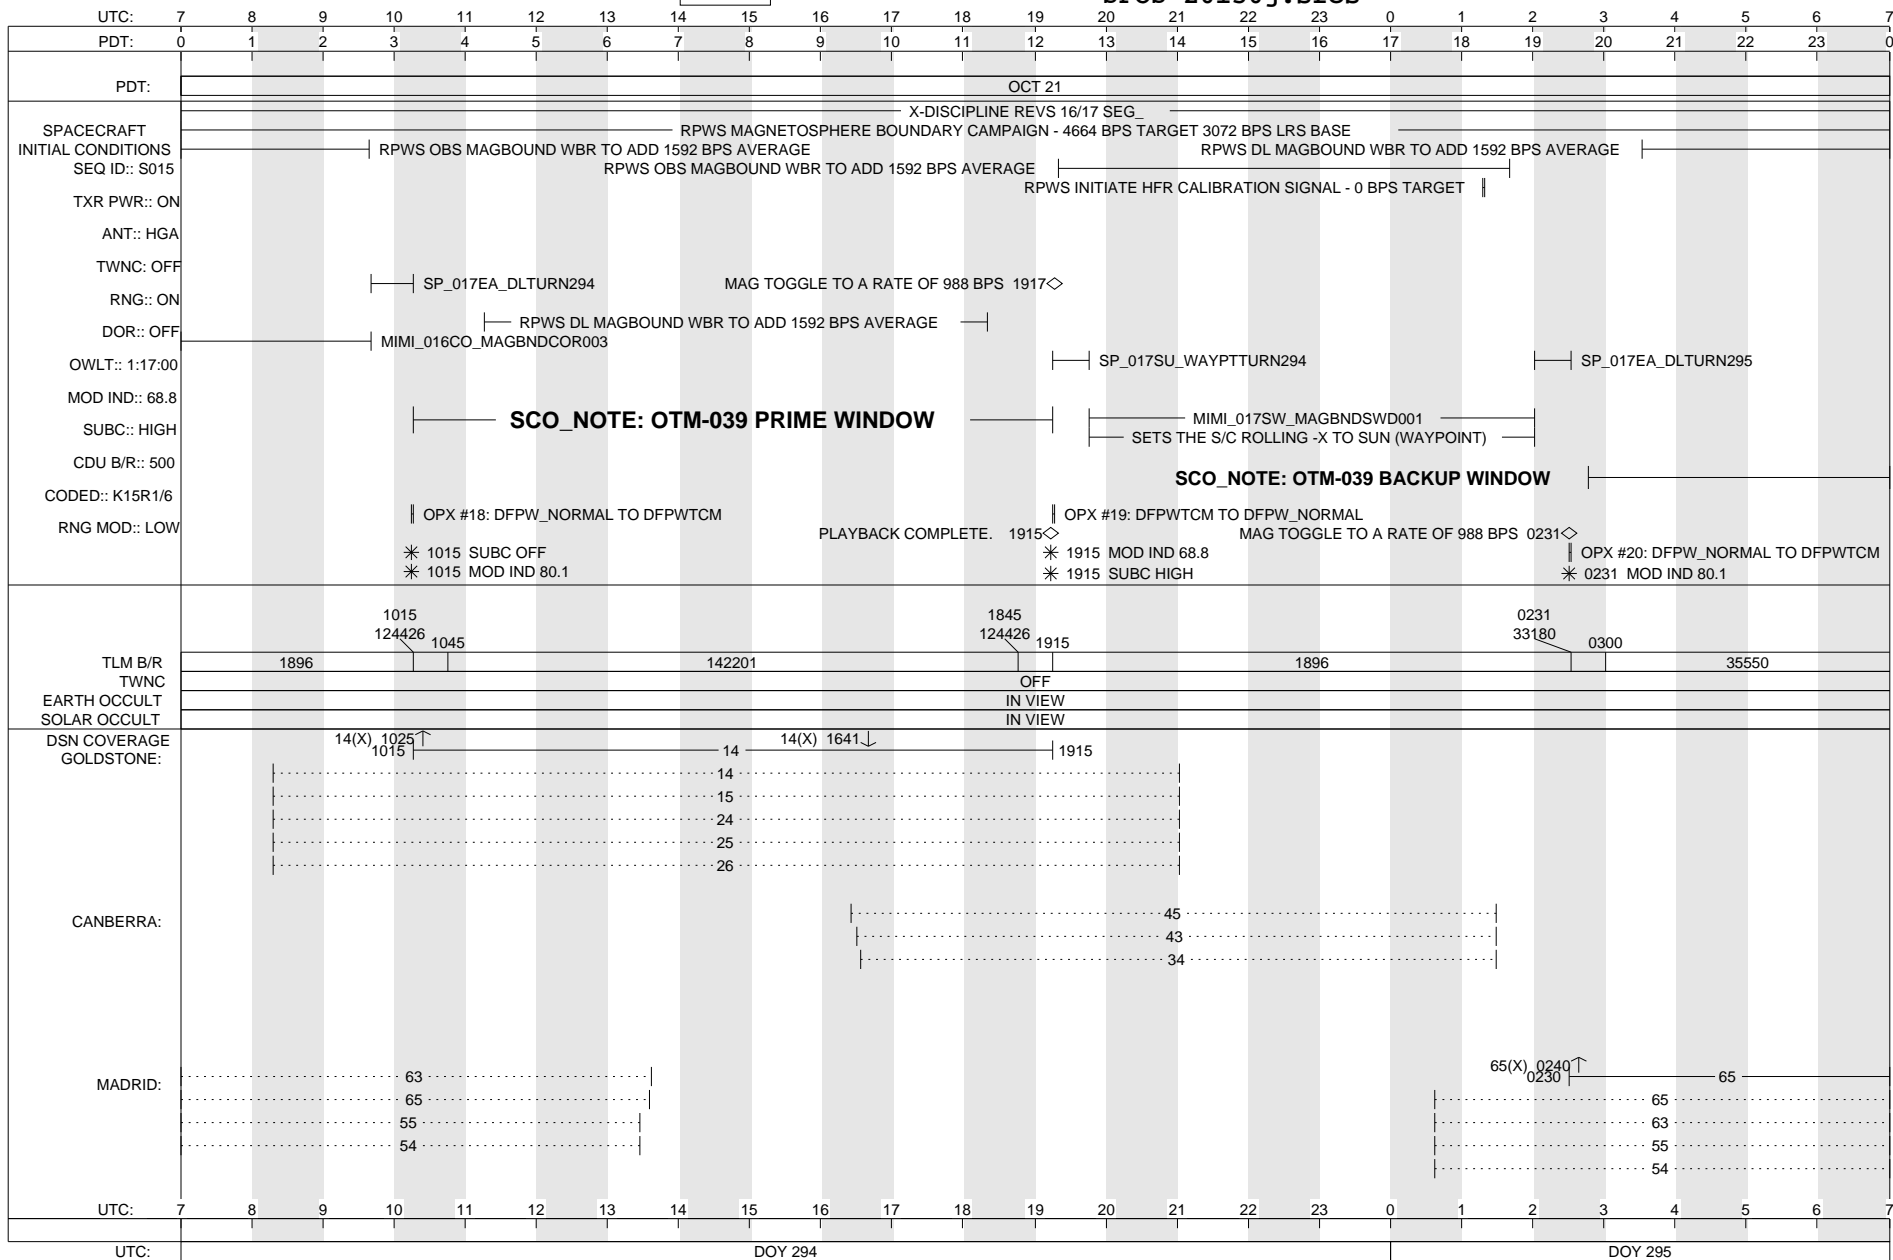 UTC: 7 8 9 10 11 12 13 14 15 16 17 18 19 20 21 22 23 0 1 2 3 4 5 6 7
PDT: 0 1 2 3 4 5 6 7 8 9 10 11 12 13 14 15 16 17 18 19 20 21 22 23 0
PDT: OCT 21
X-DISCIPLINE REVS 16/17 SEG_
SPACECRAFT RPWS MAGNETOSPHERE BOUNDARY CAMPAIGN - 4664 BPS TARGET 3072 BPS LRS BASE
INITIAL CONDITIONS RPWS OBS MAGBOUND WBR TO ADD 1592 BPS AVERAGE RPWS DL MAGBOUND WBR TO ADD 1592 BPS AVERAGE
SEQ ID:: S015 RPWS OBS MAGBOUND WBR TO ADD 1592 BPS AVERAGE
RPWS INITIATE HFR CALIBRATION SIGNAL - 0 BPS TARGET
TXR PWR:: ON
ANT:: HGA
TWNC: OFF
SP_017EA_DLTURN294 MAG TOGGLE TO A RATE OF 988 BPS 1917
RNG:: ON
RPWS DL MAGBOUND WBR TO ADD 1592 BPS AVERAGE
DOR:: OFF
MIMI_016CO_MAGBNDCOR003
OWLT:: 1:17:00 SP_017SU_WAYPTTURN294 SP_017EA_DLTURN295
MOD IND:: 68.8
SCO_NOTE: OTM-039 PRIME WINDOW MIMI_017SW_MAGBNDSWD001
SUBC:: HIGH
SETS THE S/C ROLLING -X TO SUN (WAYPOINT)
CDU B/R:: 500
SCO_NOTE: OTM-039 BACKUP WINDOW
CODED:: K15R1/6
OPX #18: DFPW_NORMAL TO DFPWTCM OPX #19: DFPWTCM TO DFPW_NORMAL
RNG MOD:: LOW
PLAYBACK COMPLETE. 1915 MAG TOGGLE TO A RATE OF 988 BPS 0231
1015 SUBC OFF 1915 MOD IND 68.8 OPX #20: DFPW_NORMAL TO DFPWTCM
1015 MOD IND 80.1 1915 SUBC HIGH 0231 MOD IND 80.1
1015 1845 0231
124426 1045 124426 1915 33180 0300
TLM B/R 1896 142201 1896 35550
TWNC OFF
EARTH OCCULT IN VIEW
SOLAR OCCULT IN VIEW
DSN COVERAGE 14(X) 1025 14(X) 1641
GOLDSTONE: 1015 14 1915
14
15
24
25
26
CANBERRA: 45
43
34
65(X) 0240
MADRID: 63 0230 65
65 65
55 63
54 55
54
UTC: 7 8 9 10 11 12 13 14 15 16 17 18 19 20 21 22 23 0 1 2 3 4 5 6 7
UTC: DOY 294 DOY 295